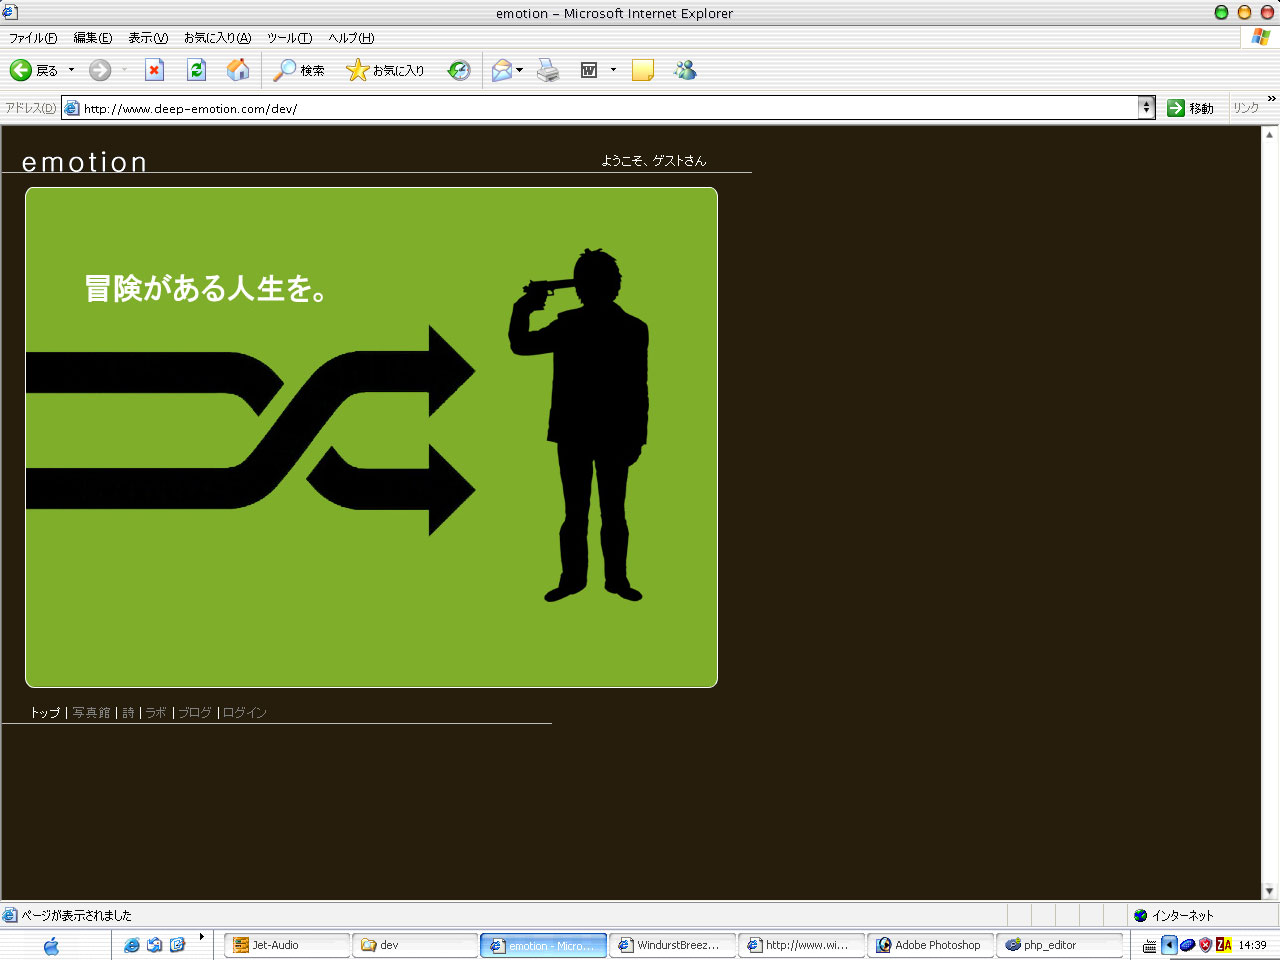 emotion - Microsoft Internet Explorer
ファイル(F) 編集(E) 表示(V) お気に入り(A) ツール(T) ヘルプ(H)
戻る 検索 お気に入り
アドレス(D) http://www.deep-emotion.com/dev/ 移動 リンク »
emotion ようこそ、ゲストさん
冒険がある人生を。
トップ | 写真館 | 詩 | ラボ | ブログ | ログイン
ページが表示されました インターネット
Jet-Audio dev emotion - Micro... WindurstBreez... http://www.wi... Adobe Photoshop php_editor ZA 14:39